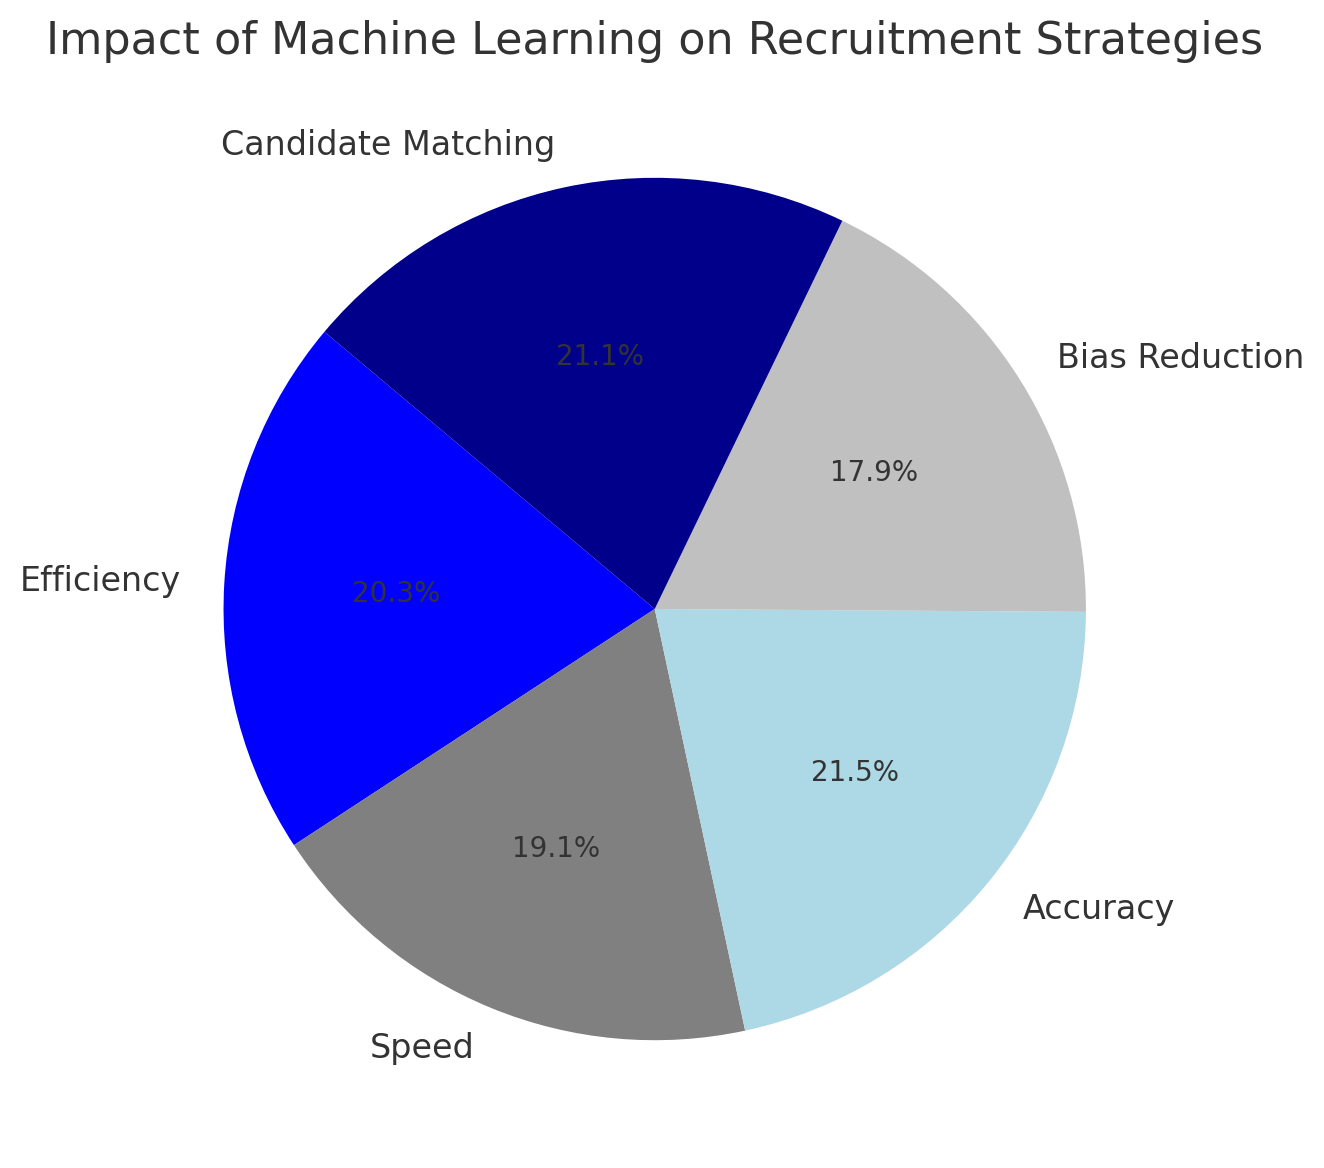 Impact of Machine Learning on Recruitment Strategies
Candidate Matching
21.1%
Bias Reduction
17.9%
Efficiency
20.3%
21.5%
Accuracy
19.1%
Speed